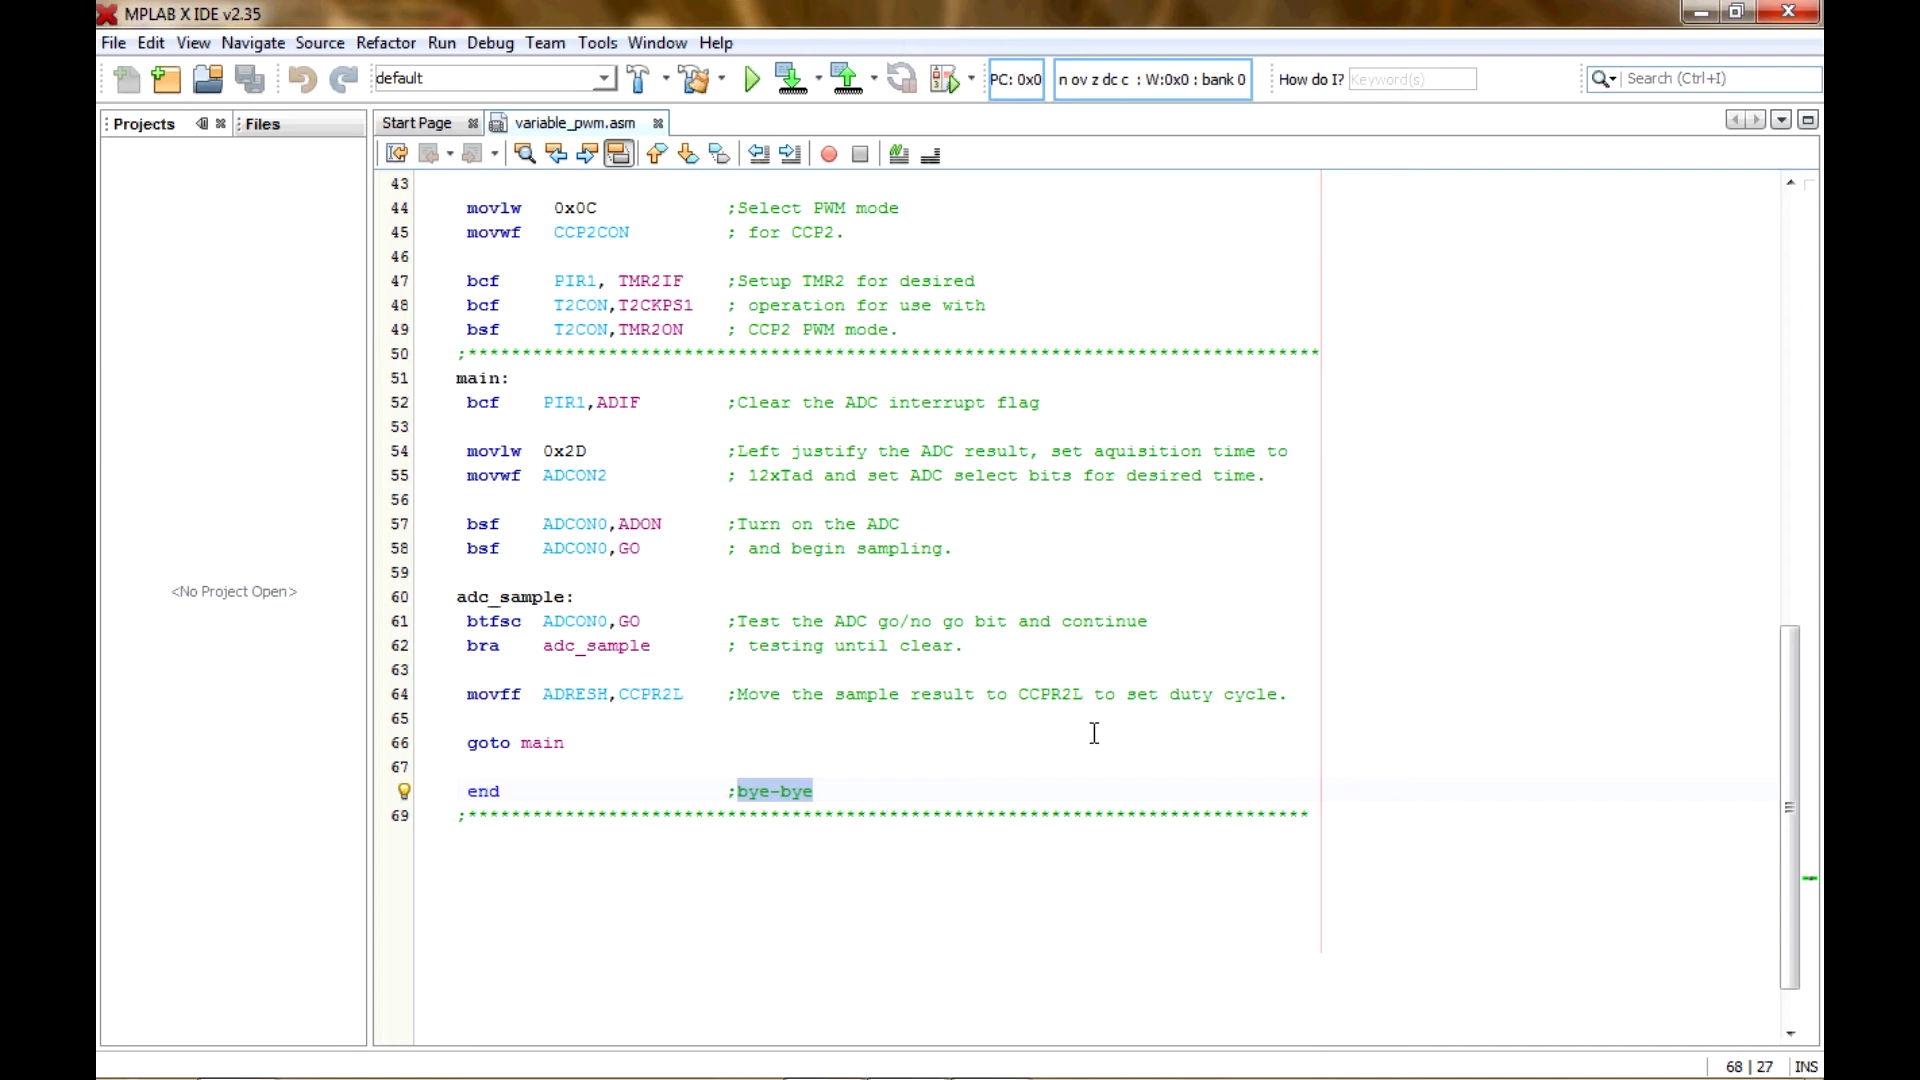 MPLAB X IDE v2.35
File Edit View Navigate Source Refactor Run Debug Team Tools Window Help
default PC: 0x0 n ov z dc c : W:0x0 : bank 0 How do I? Keyword(s) Search (Ctrl+I)
Projects Files Start Page variable_pwm.asm
43
44 movlw 0x0C ;Select PWM mode
45 movwf CCP2CON ; for CCP2.
46
47 bcf PIR1, TMR2IF ;Setup TMR2 for desired
48 bcf T2CON,T2CKPS1 ; operation for use with
49 bsf T2CON,TMR2ON ; CCP2 PWM mode.
50 ;*******************************************************************************
51 main:
52 bcf PIR1,ADIF ;Clear the ADC interrupt flag
53
54 movlw 0x2D ;Left justify the ADC result, set aquisition time to
55 movwf ADCON2 ; 12xTad and set ADC select bits for desired time.
56
57 bsf ADCON0,ADON ;Turn on the ADC
58 bsf ADCON0,GO ; and begin sampling.
59
<No Project Open>
60 adc_sample:
61 btfsc ADCON0,GO ;Test the ADC go/no go bit and continue
62 bra adc_sample ; testing until clear.
63
64 movff ADRESH,CCPR2L ;Move the sample result to CCPR2L to set duty cycle.
65
66 goto main
67
end ;bye-bye
69 ;******************************************************************************
68 | 27 INS